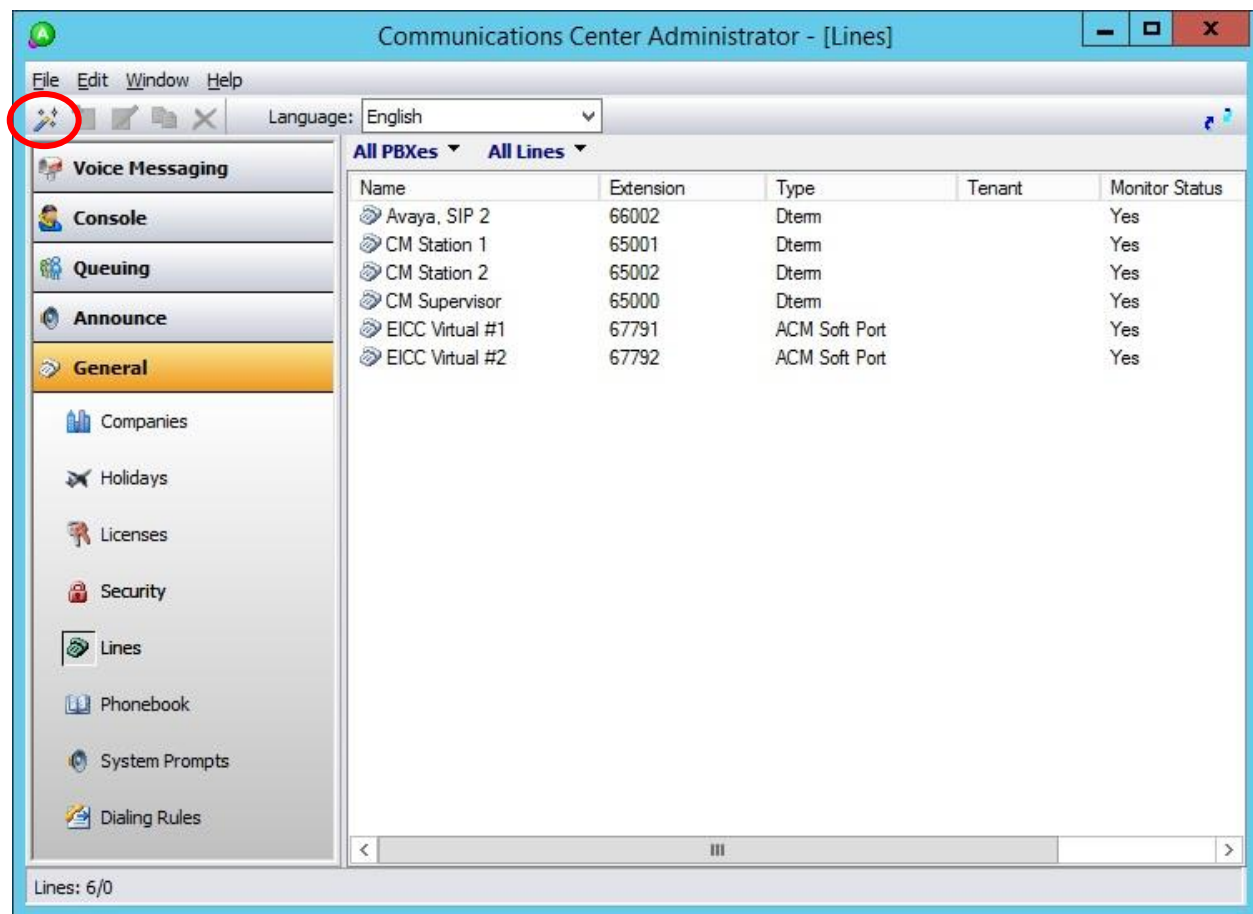 Communications Center Administrator - [Lines]
File Edit Window Help
Language: English
Voice Messaging
Console
Queuing
Announce
General
Companies
Holidays
Licenses
Security
Lines
Phonebook
System Prompts
Dialing Rules
All PBXes All Lines
Name Extension Type Tenant Monitor Status
Avaya, SIP 2 66002 Dterm Yes
CM Station 1 65001 Dterm Yes
CM Station 2 65002 Dterm Yes
CM Supervisor 65000 Dterm Yes
EICC Virtual #1 67791 ACM Soft Port Yes
EICC Virtual #2 67792 ACM Soft Port Yes
Lines: 6/0